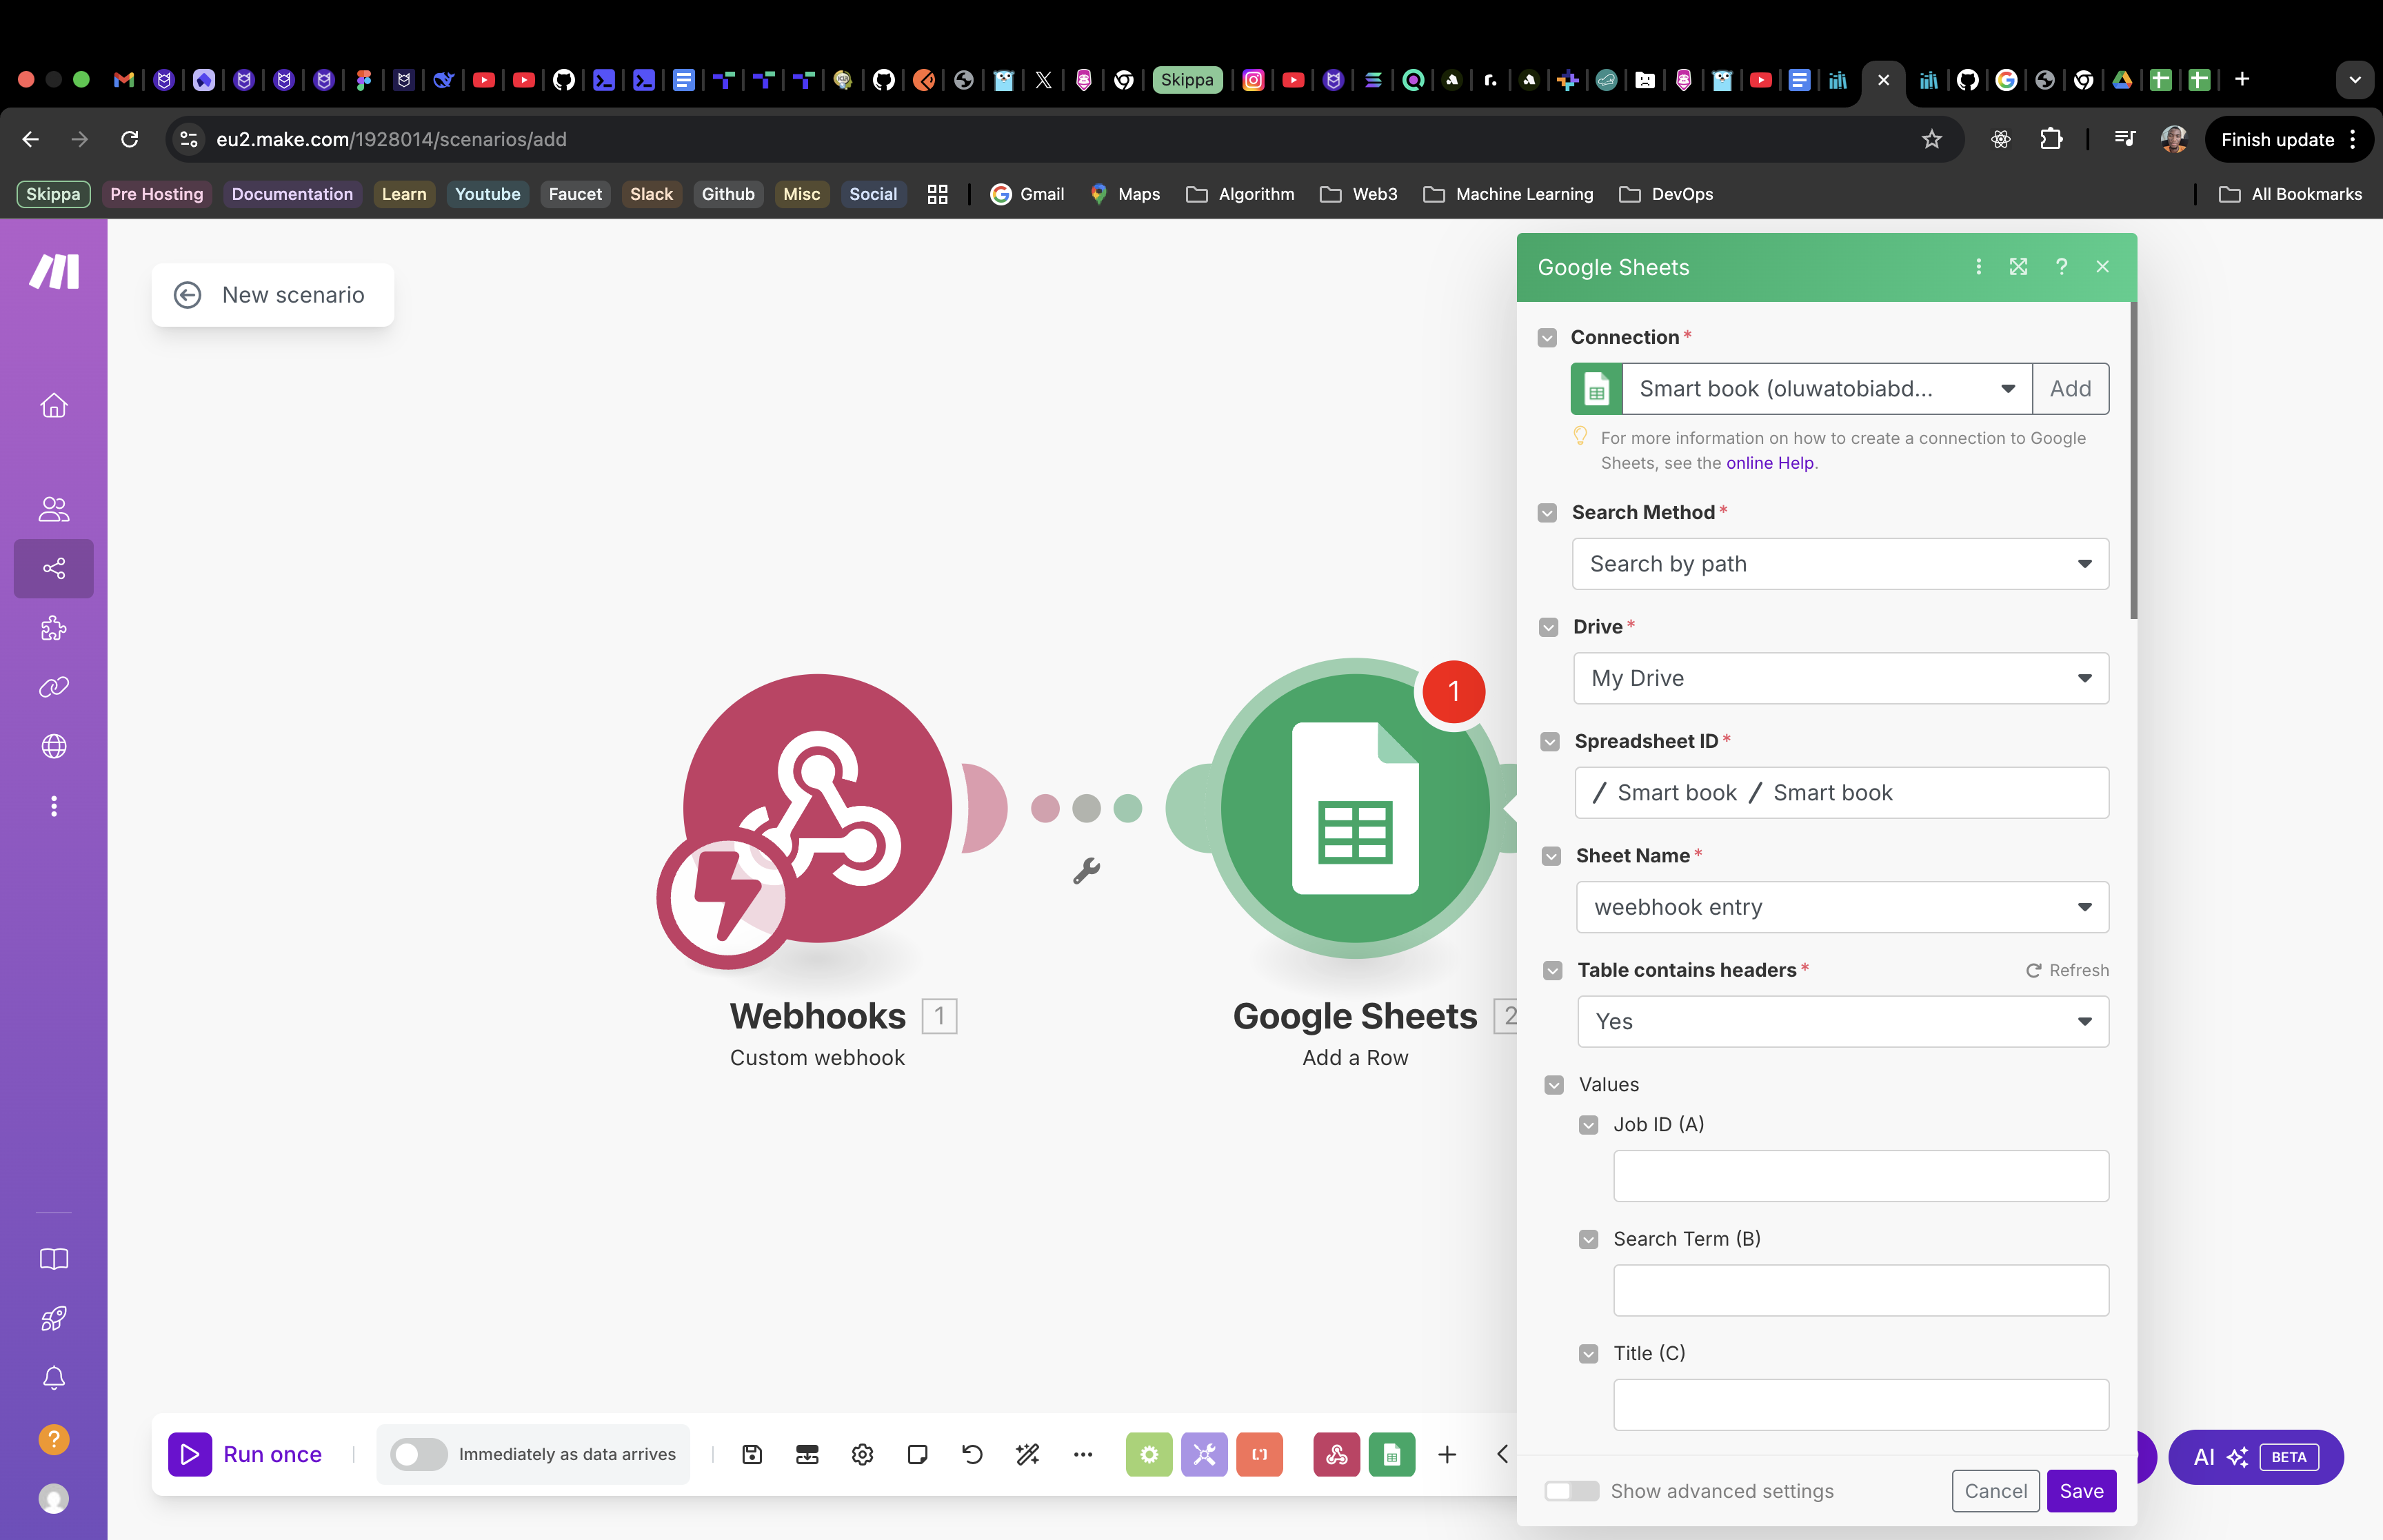 Skippa
eu2.make.com/1928014/scenarios/add
Finish update
Skippa
Pre Hosting
Documentation
Learn
Youtube
Faucet
Slack
Github
Misc
Social
Gmail
Maps
Algorithm
Web3
Machine Learning
DevOps
All Bookmarks
New scenario
Google Sheets
Connection *
Smart book (oluwatobiabd...
Add
For more information on how to create a connection to Google
Sheets, see the online Help.
Search Method *
Search by path
Drive *
My Drive
Spreadsheet ID *
/ Smart book / Smart book
Sheet Name *
weebhook entry
Table contains headers *
Refresh
Yes
Values
Job ID (A)
Search Term (B)
Title (C)
Show advanced settings
Cancel
Save
1
Webhooks 1
Custom webhook
Google Sheets 2
Add a Row
Run once
Immediately as data arrives
AI
BETA